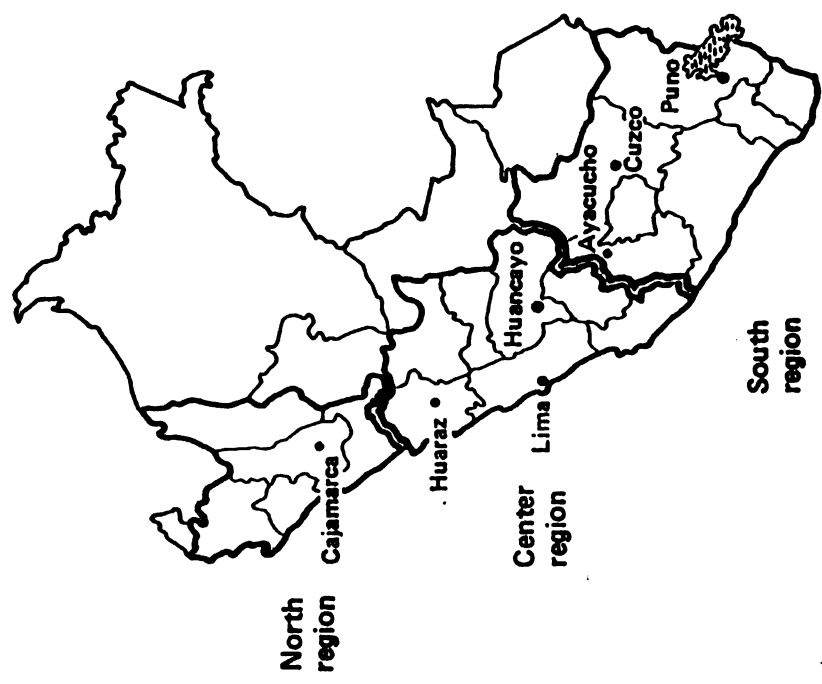 North
region
Cajamarca
Huaraz
Center
region
Lima
Huancayo
Ayacucho
Cuzco
Puno
South
region